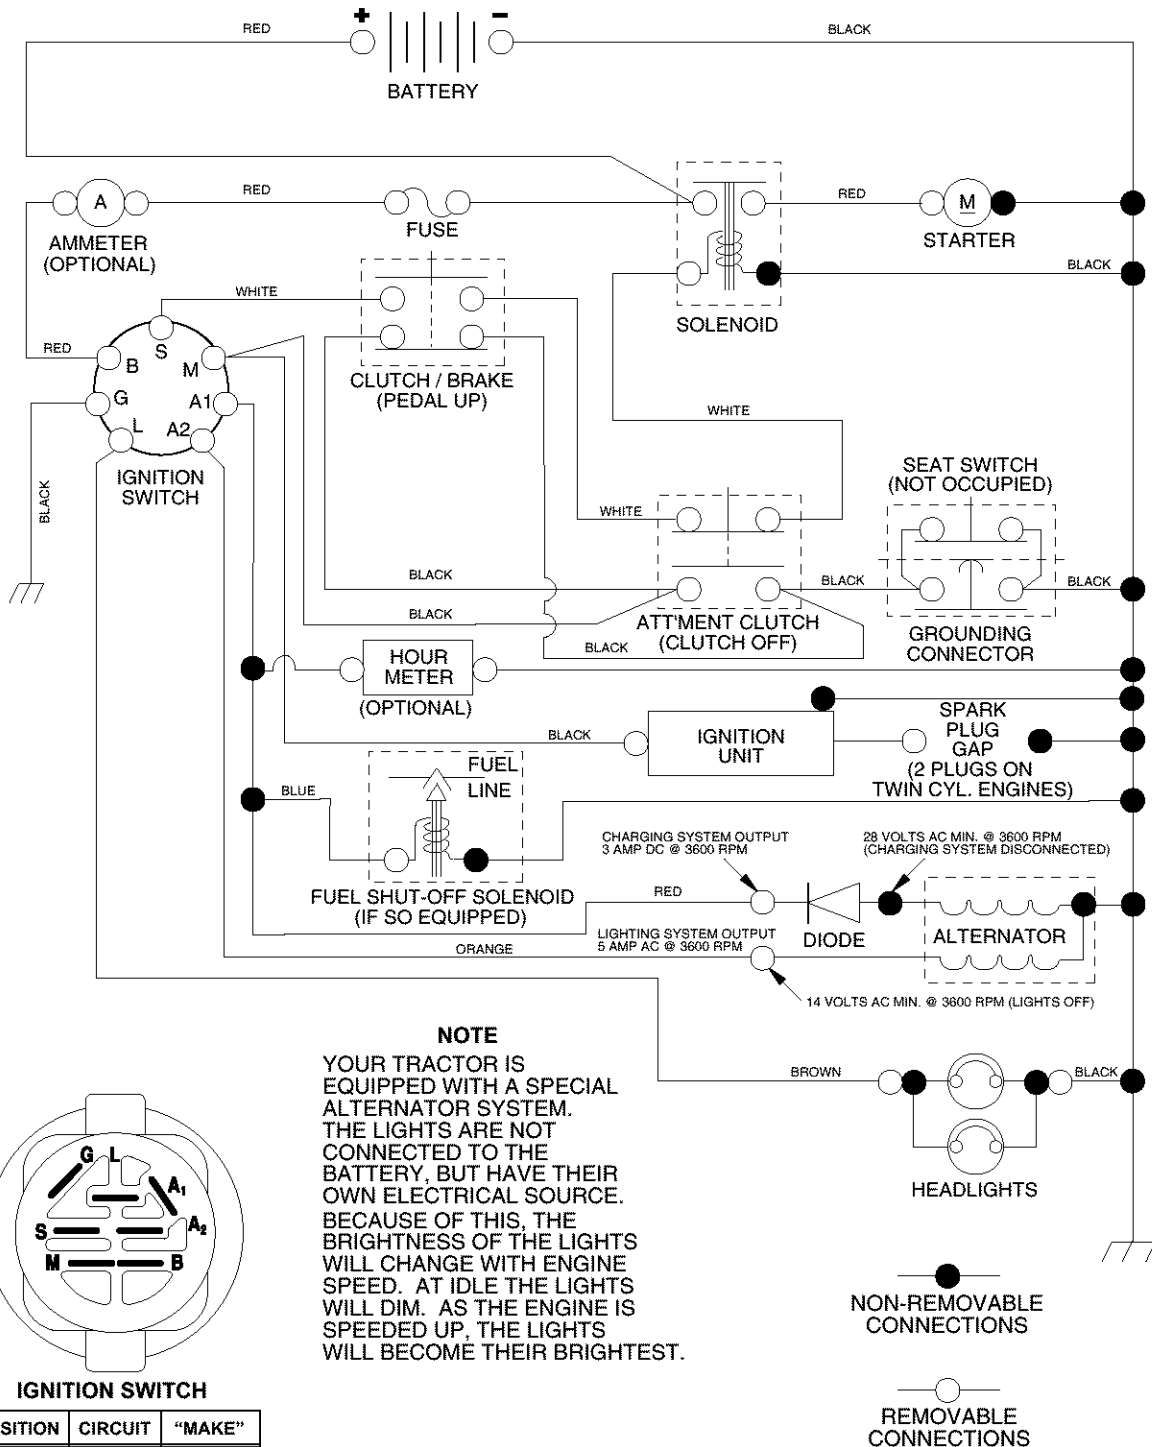 + −
RED
BLACK
BATTERY
A
RED
FUSE
AMMETER
(OPTIONAL)
SOLENOID
RED
M
STARTER
BLACK
WHITE
RED
S
B
M
G
A1
L
A2
IGNITION
SWITCH
BLACK
CLUTCH / BRAKE
(PEDAL UP)
WHITE
WHITE
SEAT SWITCH
(NOT OCCUPIED)
BLACK
BLACK
BLACK
BLACK
BLACK
ATT'MENT CLUTCH
(CLUTCH OFF)
GROUNDING
CONNECTOR
HOUR
METER
(OPTIONAL)
BLACK
IGNITION
UNIT
SPARK
PLUG
GAP
(2 PLUGS ON
TWIN CYL. ENGINES)
BLUE
FUEL
LINE
FUEL SHUT-OFF SOLENOID
(IF SO EQUIPPED)
CHARGING SYSTEM OUTPUT
3 AMP DC @ 3600 RPM
28 VOLTS AC MIN. @ 3600 RPM
(CHARGING SYSTEM DISCONNECTED)
RED
DIODE
ALTERNATOR
LIGHTING SYSTEM OUTPUT
5 AMP AC @ 3600 RPM
ORANGE
14 VOLTS AC MIN. @ 3600 RPM (LIGHTS OFF)
BROWN
BLACK
HEADLIGHTS
NOTE
YOUR TRACTOR IS
EQUIPPED WITH A SPECIAL
ALTERNATOR SYSTEM.
THE LIGHTS ARE NOT
CONNECTED TO THE
BATTERY, BUT HAVE THEIR
OWN ELECTRICAL SOURCE.
BECAUSE OF THIS, THE
BRIGHTNESS OF THE LIGHTS
WILL CHANGE WITH ENGINE
SPEED. AT IDLE THE LIGHTS
WILL DIM. AS THE ENGINE IS
SPEEDED UP, THE LIGHTS
WILL BECOME THEIR BRIGHTEST.
G L
A1
S
A2
M
B
IGNITION SWITCH
SITION CIRCUIT "MAKE"
NON-REMOVABLE
CONNECTIONS
REMOVABLE
CONNECTIONS